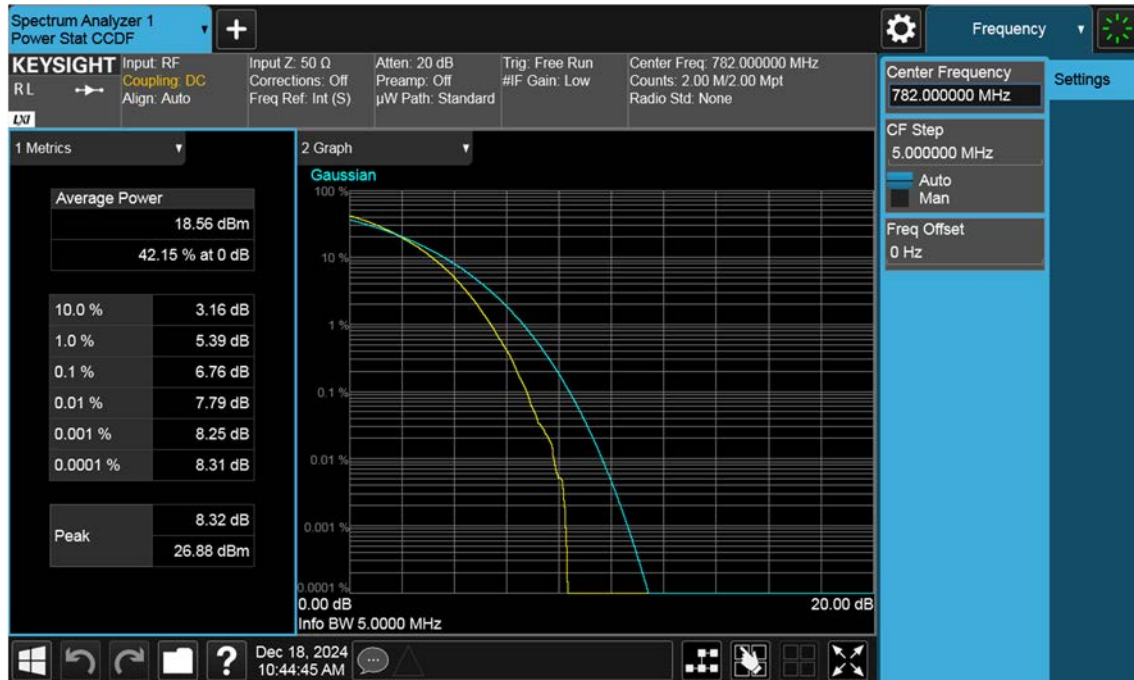 Spectrum Analyzer 1
Power Stat CCDF
+
Frequency
KEYSIGHT
RL
LXI
Input: RF
Coupling: DC
Align: Auto
Input Z: 50 Ω
Corrections: Off
Freq Ref: Int (S)
Atten: 20 dB
Preamp: Off
µW Path: Standard
Trig: Free Run
#IF Gain: Low
Center Freq: 782.000000 MHz
Counts: 2.00 M/2.00 Mpt
Radio Std: None
Center Frequency
782.000000 MHz
Settings
CF Step
5.000000 MHz
Auto
Man
Freq Offset
0 Hz
1 Metrics
Average Power
18.56 dBm
42.15 % at 0 dB
10.0 % 3.16 dB
1.0 % 5.39 dB
0.1 % 6.76 dB
0.01 % 7.79 dB
0.001 % 8.25 dB
0.0001 % 8.31 dB
Peak
8.32 dB
26.88 dBm
2 Graph
Gaussian
100 %
10 %
1 %
0.1 %
0.01 %
0.001 %
0.0001 %
0.00 dB 20.00 dB
Info BW 5.0000 MHz
?
Dec 18, 2024
10:44:45 AM